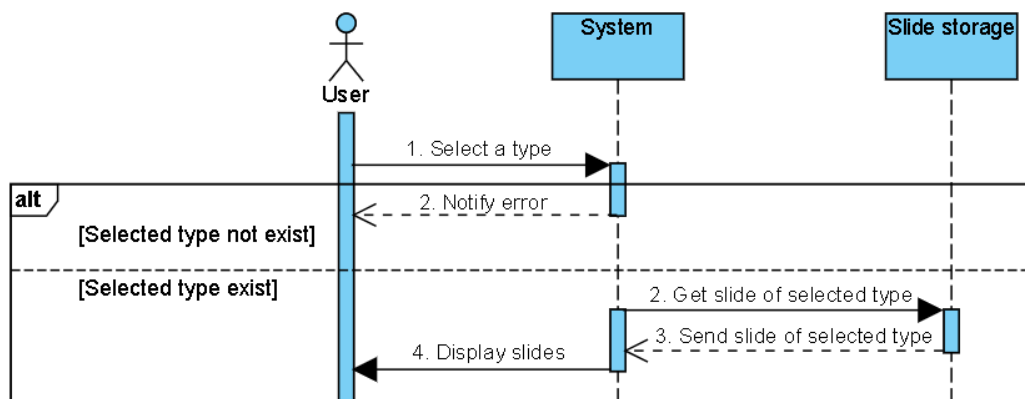 System
Slide storage
User
1. Select a type
alt
2. Notify error
[Selected type not exist]
[Selected type exist]
2. Get slide of selected type
3. Send slide of selected type
4. Display slides